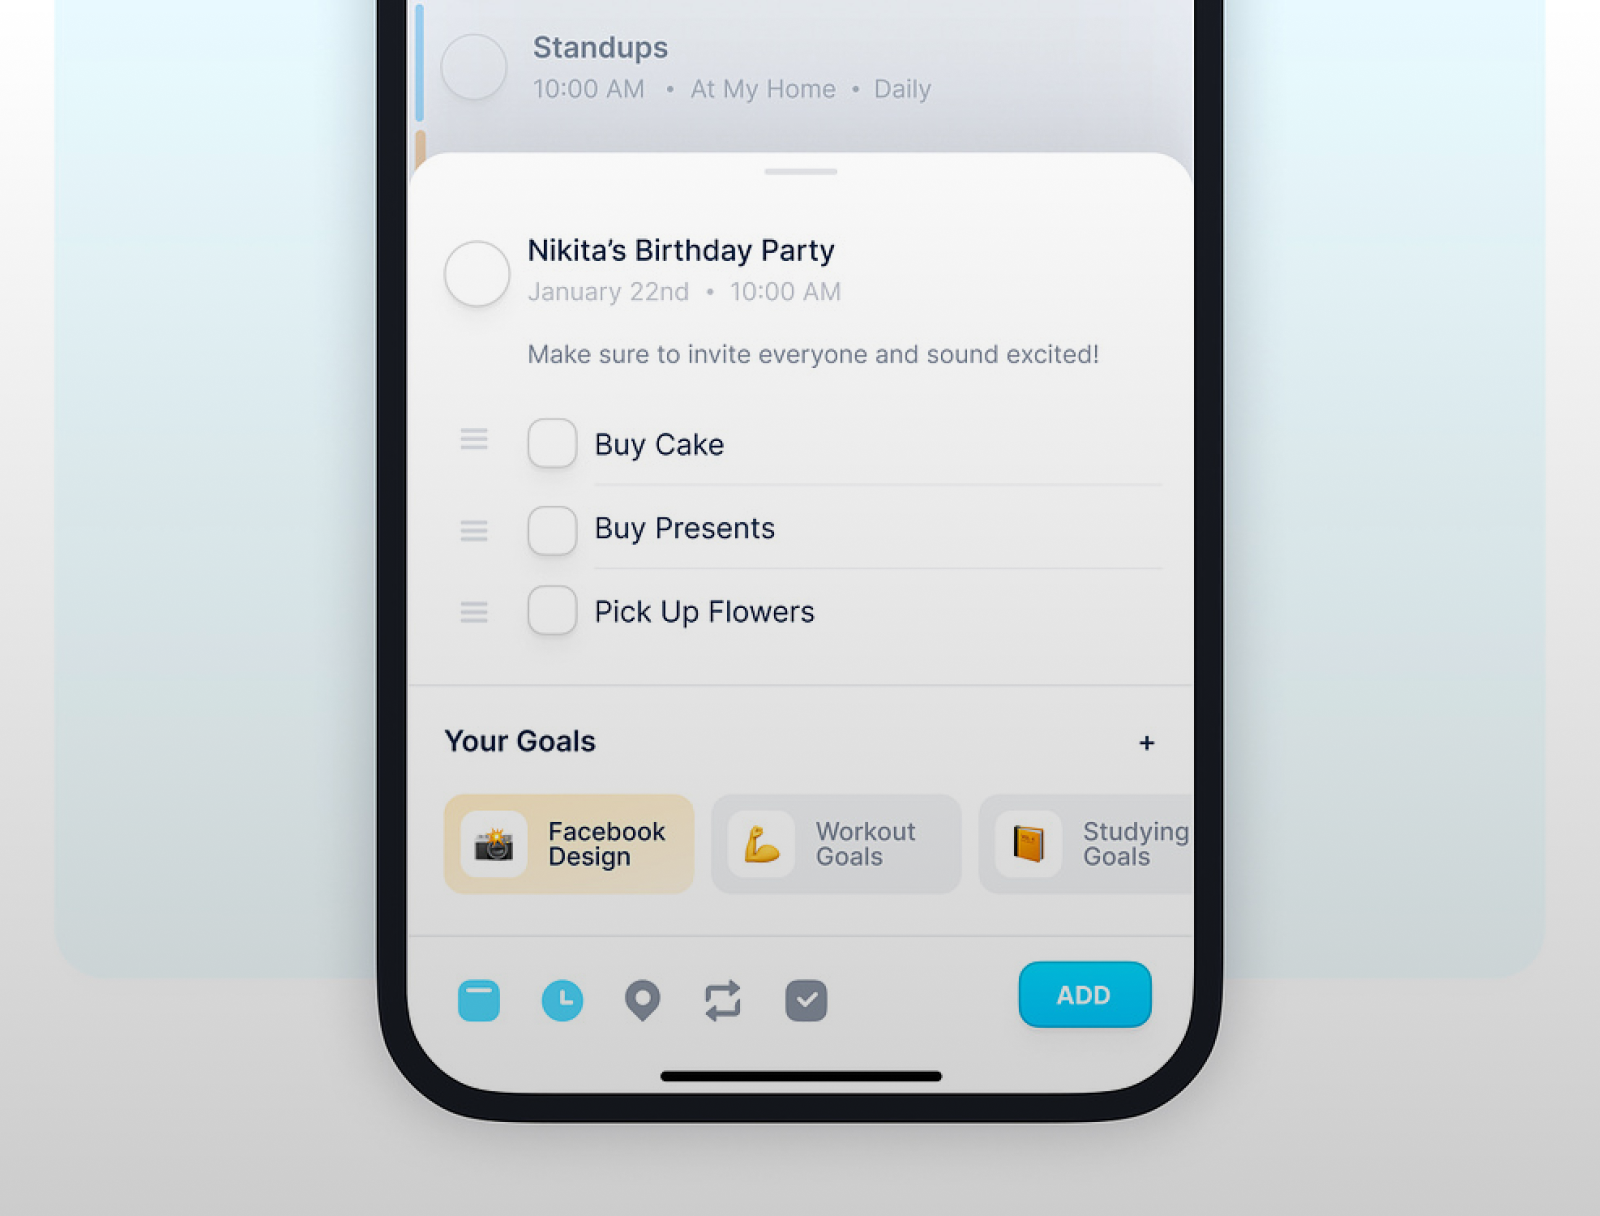 Standups
10:00 AM • At My Home • Daily
Nikita’s Birthday Party
January 22nd • 10:00 AM
Make sure to invite everyone and sound excited!
Buy Cake
Buy Presents
Pick Up Flowers
Your Goals +
Facebook
Design
Workout
Goals
Studying
Goals
ADD